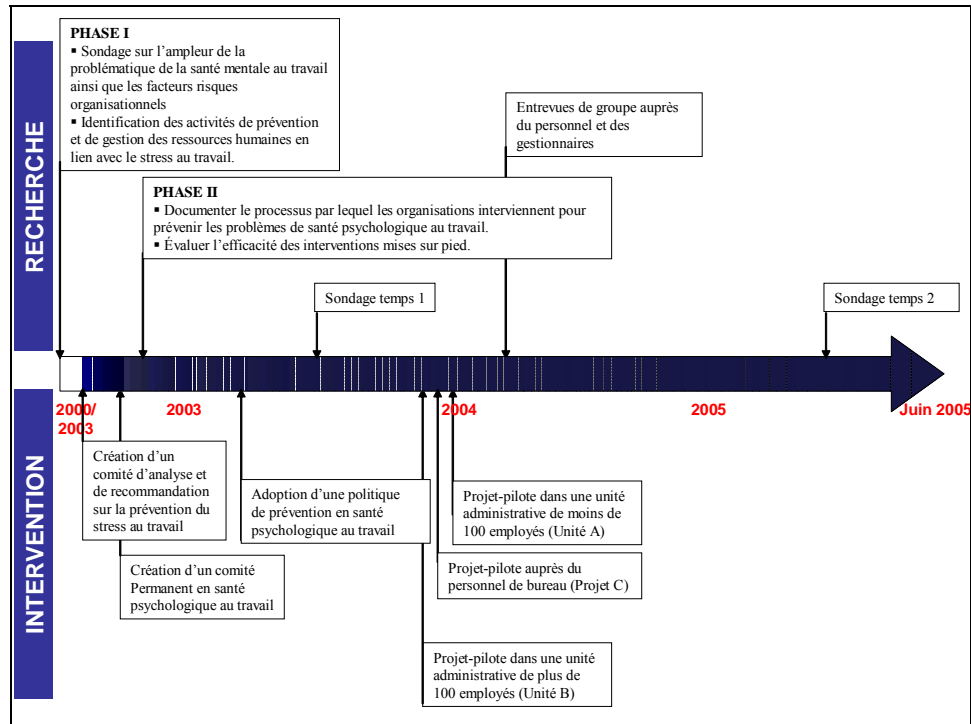 RECHERCHE
PHASE I
▪ Sondage sur l'ampleur de la
problématique de la santé mentale au travail
ainsi que les facteurs risques
organisationnels
▪ Identification des activités de prévention
et de gestion des ressources humaines en
lien avec le stress au travail.
Entrevues de groupe auprès
du personnel et des
gestionnaires
PHASE II
▪ Documenter le processus par lequel les organisations interviennent pour
prévenir les problèmes de santé psychologique au travail.
▪ Évaluer l'efficacité des interventions mises sur pied.
Sondage temps 1
Sondage temps 2
2000/
2003
2003
2004
2005
Juin 2005
INTERVENTION
Création d'un
comité d'analyse et
de recommandation
sur la prévention du
stress au travail
Adoption d'une politique
de prévention en santé
psychologique au travail
Projet-pilote dans une unité
administrative de moins de
100 employés (Unité A)
Création d'un comité
Permanent en santé
psychologique au travail
Projet-pilote auprès du
personnel de bureau (Projet C)
Projet-pilote dans une unité
administrative de plus de
100 employés (Unité B)